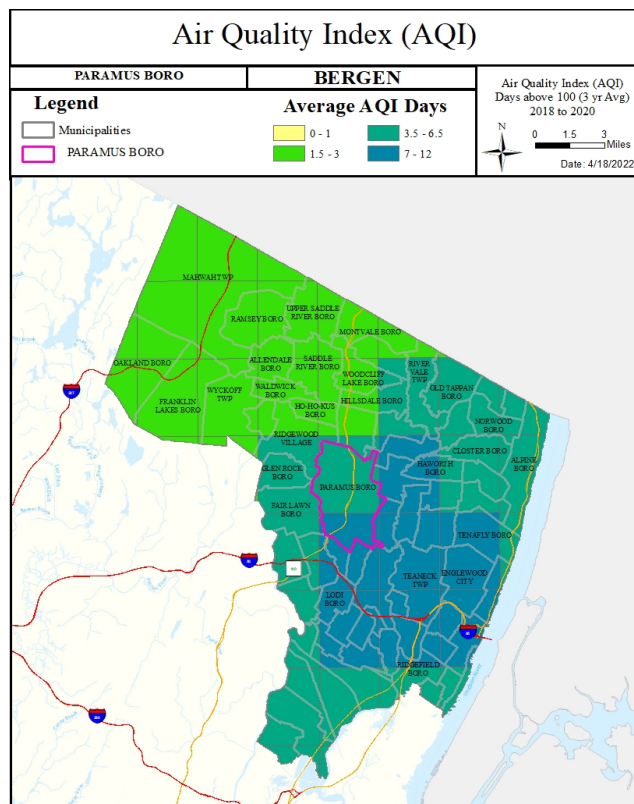 Air Quality Index (AQI)
PARAMUS BORO
BERGEN
Legend
Municipalities
PARAMUS BORO
Average AQI Days
0 - 1
1.5 - 3
3.5 - 6.5
7 - 12
Air Quality Index (AQI)
Days above 100 (3 yr Avg)
2018 to 2020
N
0 1.5 3
Miles
Date: 4/18/2022
MAHWAH TWP
RAMSEY BORO
UPPER SADDLE
RIVER BORO
MONTVALE BORO
OAKLAND BORO
ALLENDALE
BORO
SADDLE
RIVER BORO
RIVER
VALE
TWP
WOODCLIFF
LAKE BORO
OLD TAPPAN
BORO
FRANKLIN
LAKES BORO
WYCKOFF
TWP
WALDWICK
BORO
HILLSDALE BORO
HO-HO-KUS
BORO
NORWOOD
BORO
RIDGEWOOD
VILLAGE
CLOSTER BORO
ALPINE
BORO
GLEN ROCK
BORO
HAWORTH
BORO
PARAMUS BORO
FAIR LAWN
BORO
TENAFLY BORO
TEANECK
TWP
ENGLEWOOD
CITY
LODI
BORO
RIDGEFIELD
BORO